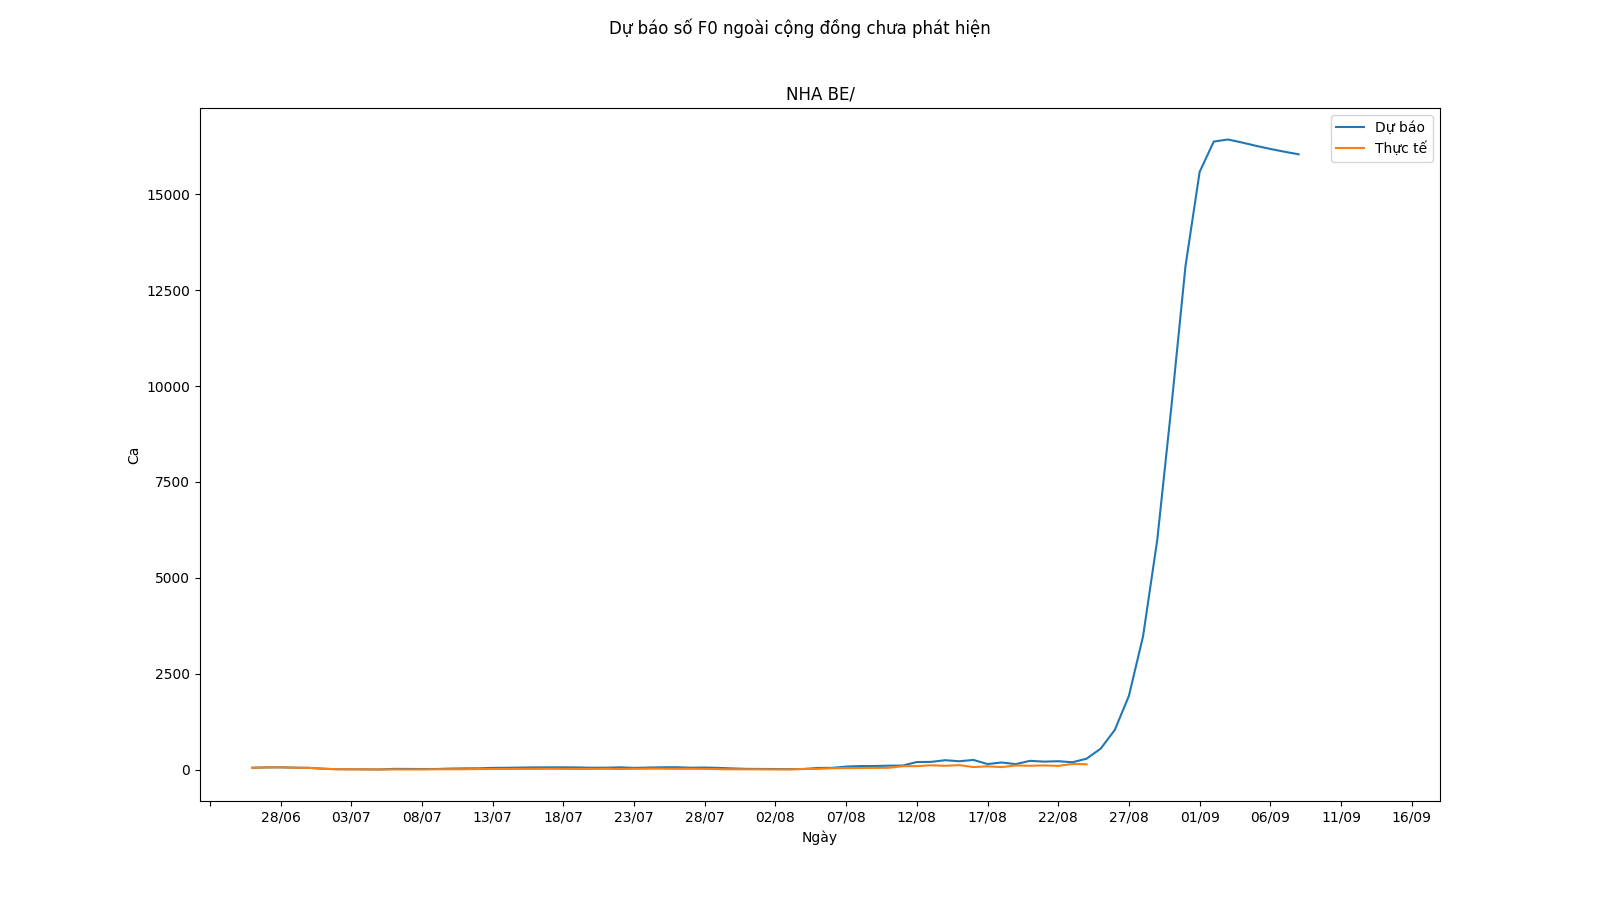 Dự báo số F0 ngoài cộng đồng chưa phát hiện
NHA BE/
Dự báo
Thực tế
15000
12500
10000
7500
5000
2500
0
Ca
28/06 03/07 08/07 13/07 18/07 23/07 28/07 02/08 07/08 12/08 17/08 22/08 27/08 01/09 06/09 11/09 16/09
Ngày